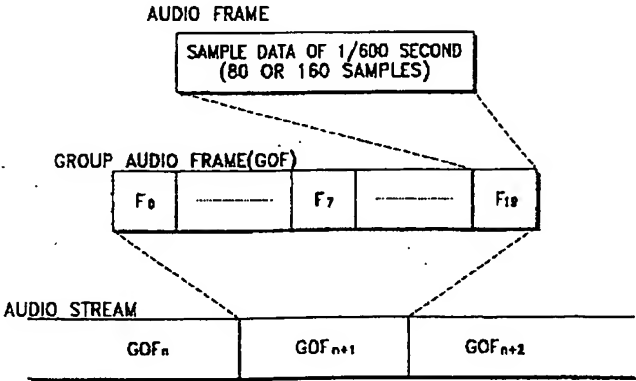 AUDIO FRAME
SAMPLE DATA OF 1/600 SECOND
(80 OR 160 SAMPLES)
GROUP AUDIO FRAME(GOF)
F0 F7 F19
AUDIO STREAM
GOFn GOFn+1 GOFn+2